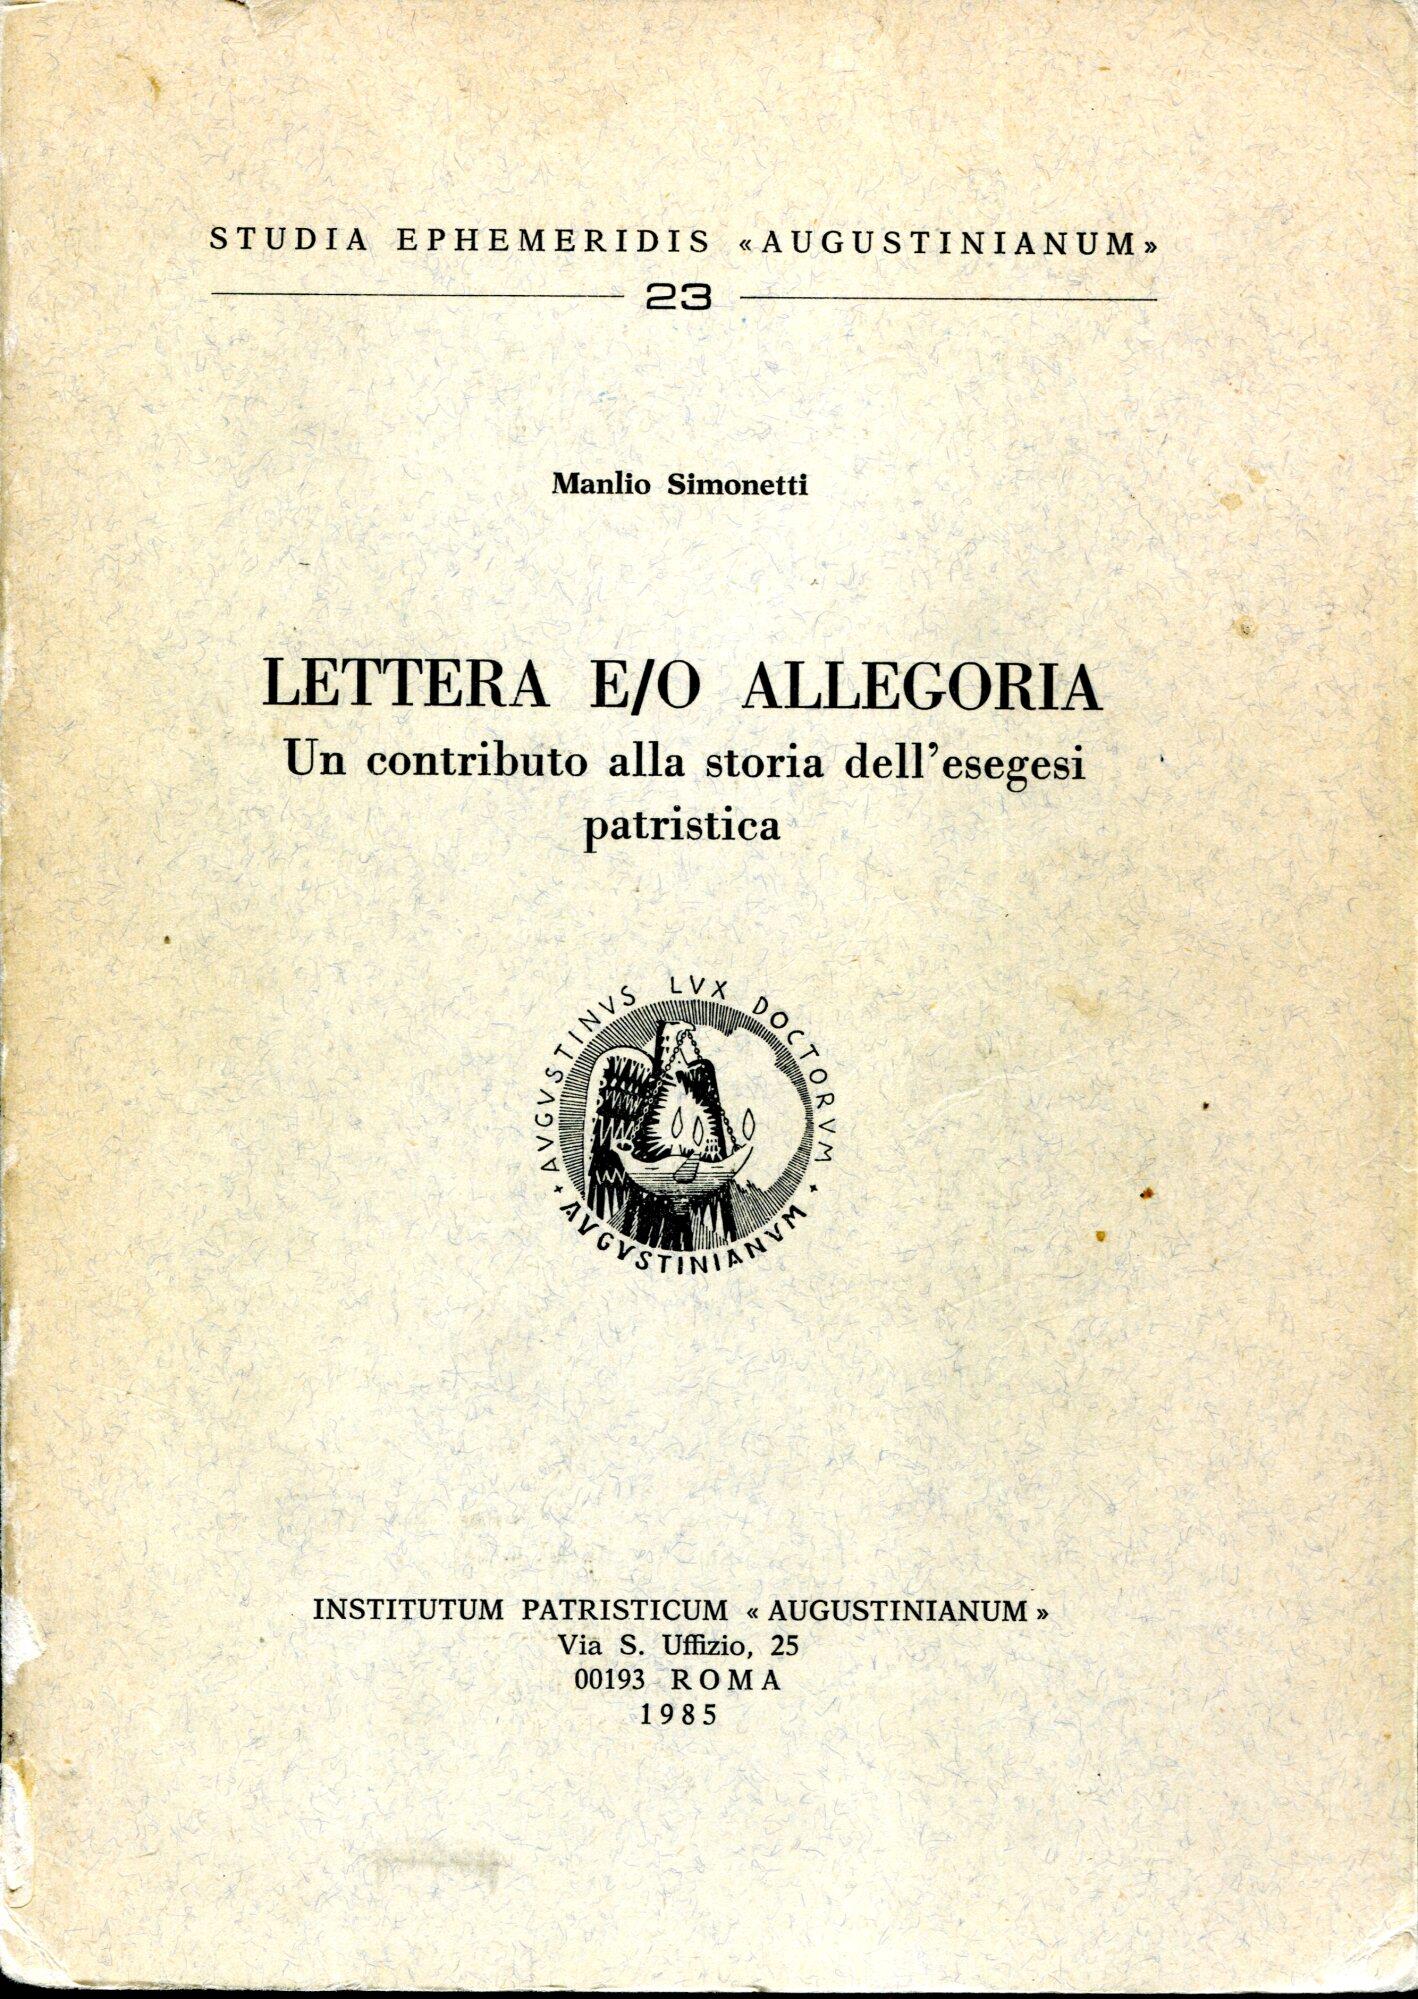 STUDIA EPHEMERIDIS «AUGUSTINIANUM»
23
Manlio Simonetti
LETTERA E/O ALLEGORIA
Un contributo alla storia dell'esegesi
patristica
AVGVSTINVS LVX DOCTORVM
AVGVSTINIANVM
INSTITUTUM PATRISTICUM «AUGUSTINIANUM»
Via S. Uffizio, 25
00193 ROMA
1985